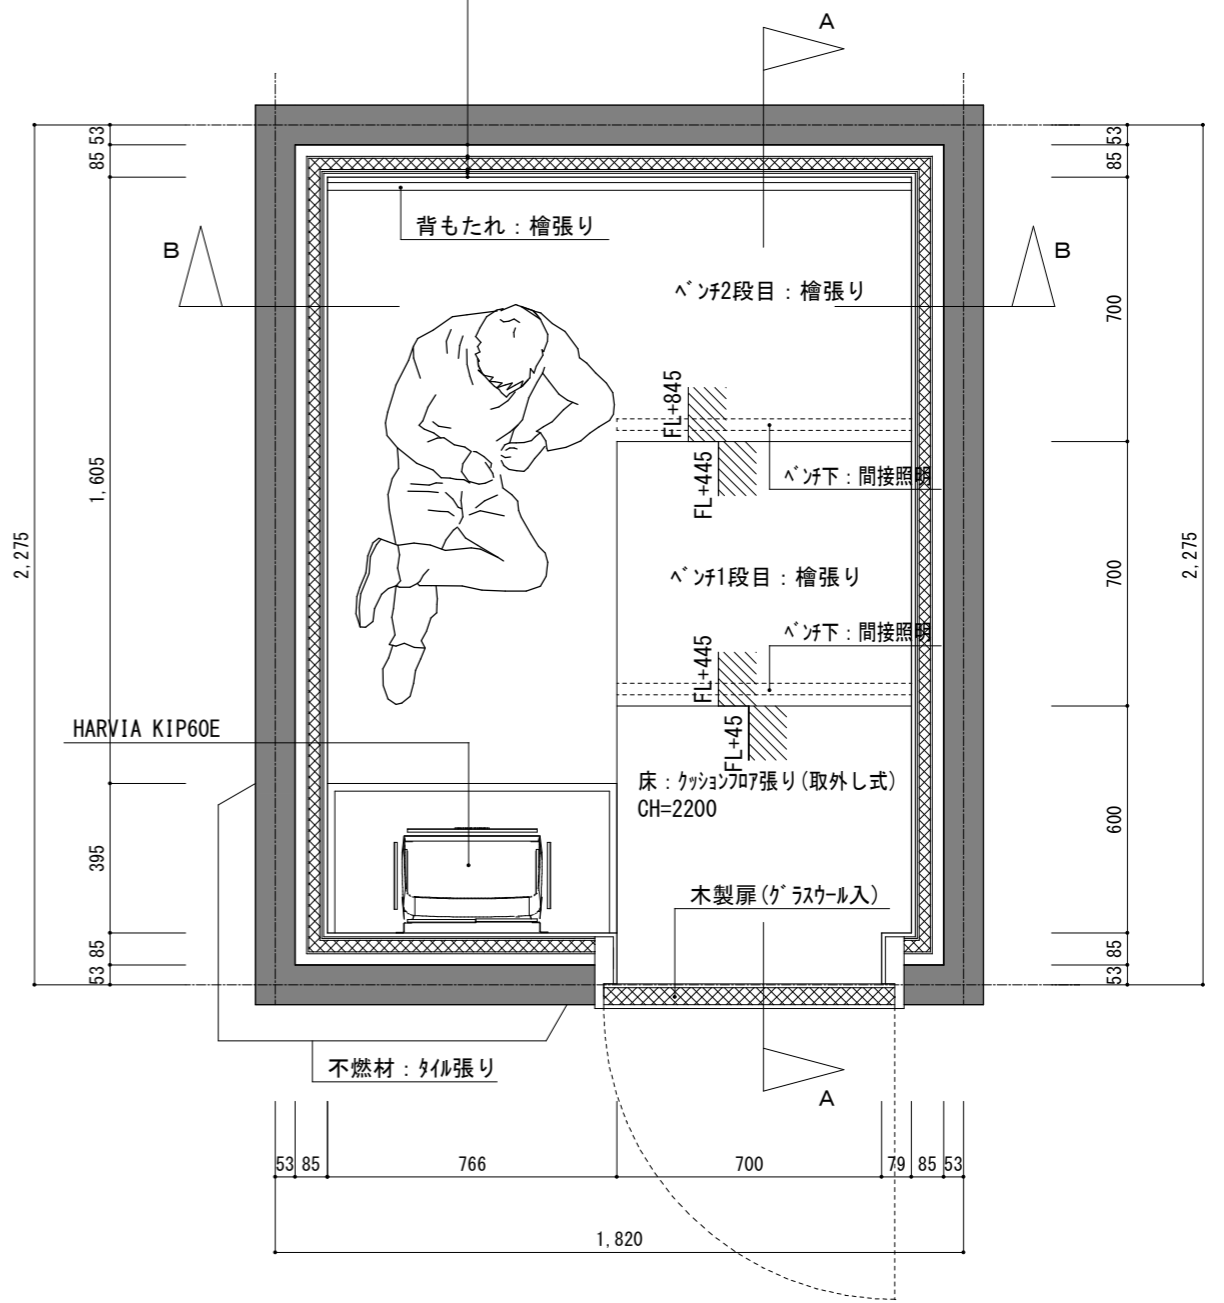 A
53
85
53
85
背もたれ：檜張り
B
B
ﾍﾞﾝﾁ2段目：檜張り
700
FL+845
FL+445
ﾍﾞﾝﾁ下：間接照明
1,605
2,275
2,275
ﾍﾞﾝﾁ1段目：檜張り
700
ﾍﾞﾝﾁ下：間接照明
FL+445
FL+45
HARVIA KIP60E
床：ｸｯｼｮﾝﾌﾛｱ張り(取外し式)
CH=2200
600
395
木製扉(ｸﾞﾗｽｳｰﾙ入)
85
53
85
53
不燃材：ﾀｲﾙ張り
A
53
85
766
700
79
85
53
1,820